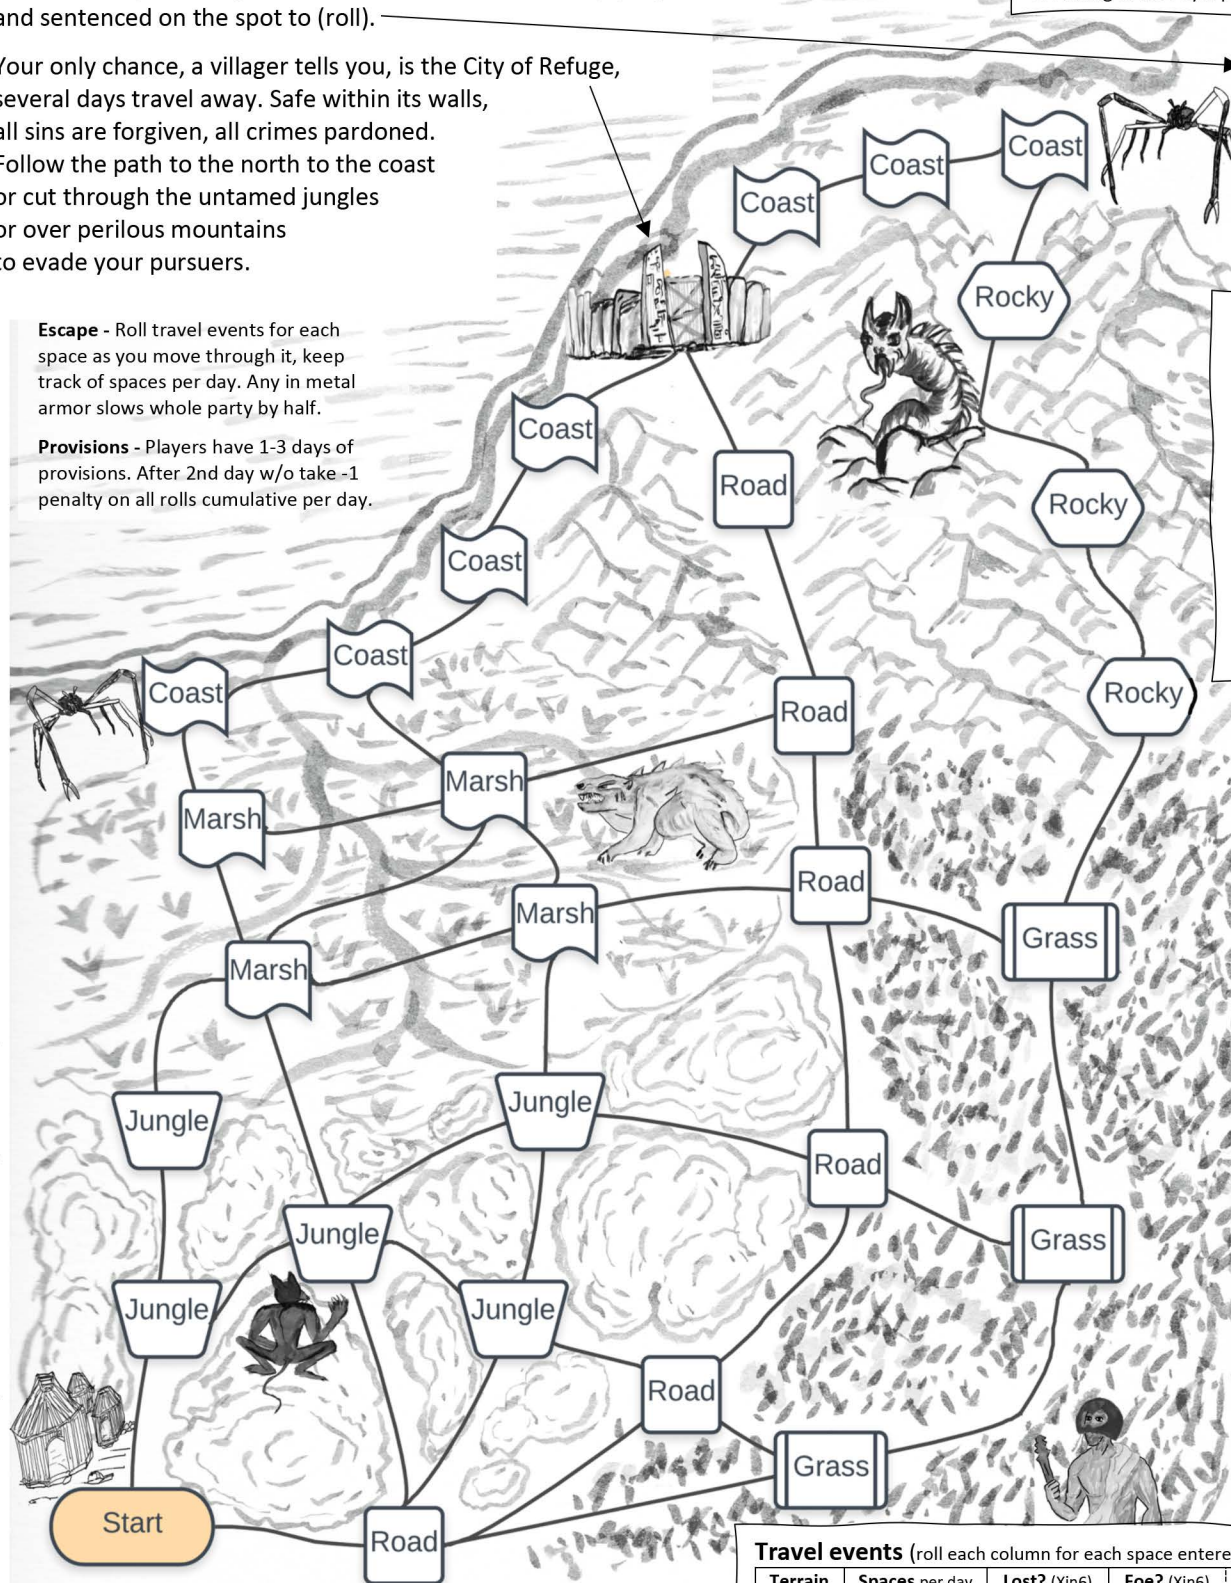 and sentenced on the spot to (roll).
Your only chance, a villager tells you, is the City of Refuge,
several days travel away. Safe within its walls,
all sins are forgiven, all crimes pardoned.
Follow the path to the north to the coast
or cut through the untamed jungles
or over perilous mountains
to evade your pursuers.
Escape - Roll travel events for each
space as you move through it, keep
track of spaces per day. Any in metal
armor slows whole party by half.
Provisions - Players have 1-3 days of
provisions. After 2nd day w/o take -1
penalty on all rolls cumulative per day.
Coast
Coast
Coast
Rocky
Coast
Road
Rocky
Coast
Coast
Coast
Rocky
Road
Marsh
Marsh
Road
Marsh
Grass
Marsh
Jungle
Jungle
Road
Jungle
Grass
Jungle
Jungle
Road
Grass
Start
Road
Travel events (roll each column for each space entere
Terrain Spaces per day Lost? (Xin6) Foe? (Xin6)